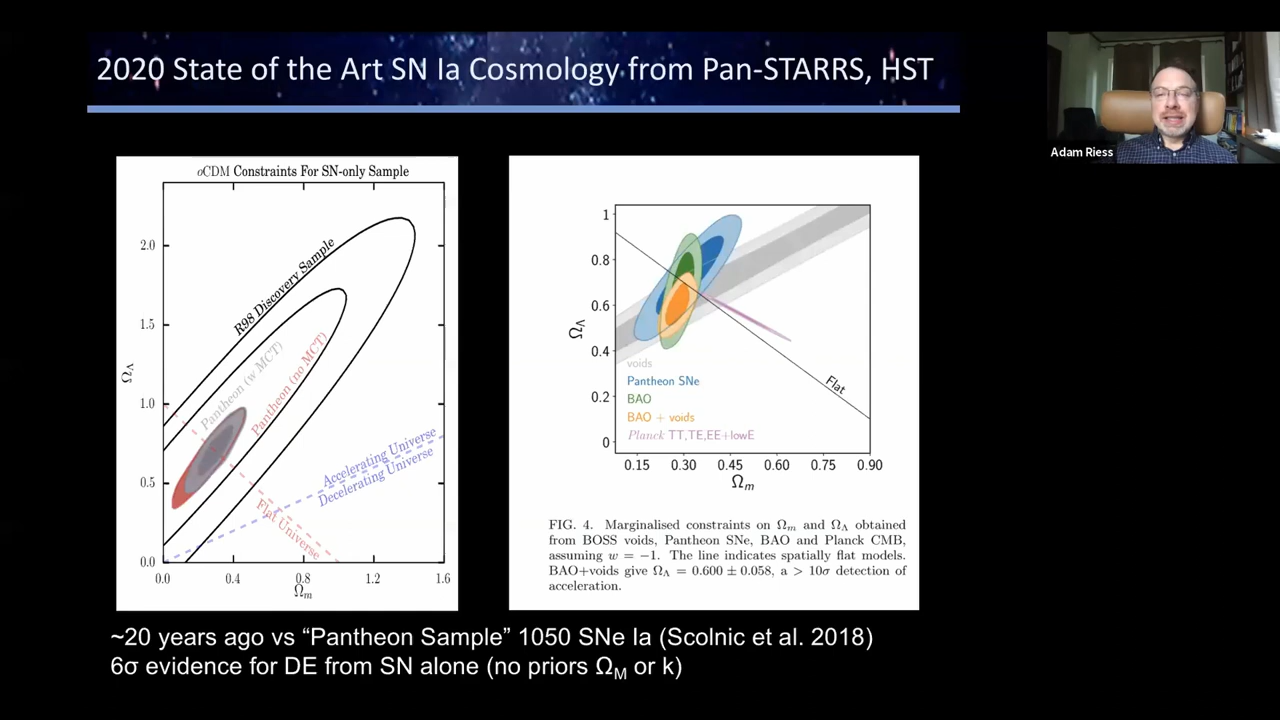 2020 State of the Art SN Ia Cosmology from Pan-STARRS, HST
Adam Riess
oCDM Constraints For SN-only Sample
R98 Discovery Sample
Pantheon (w MCT)
Pantheon (no MCT)
Accelerating Universe
Decelerating Universe
Flat Universe
2.0
1.5
1.0
0.5
0.0
Ω_Λ
0.0 0.4 0.8 1.2 1.6
Ω_m
1
0.8
0.6
0.4
0.2
0
Ω_Λ
voids
Pantheon SNe
BAO
BAO + voids
Planck TT,TE,EE+lowE
Flat
0.15 0.30 0.45 0.60 0.75 0.90
Ω_m
FIG. 4. Marginalised constraints on Ω_m and Ω_Λ obtained
from BOSS voids, Pantheon SNe, BAO and Planck CMB,
assuming w = −1. The line indicates spatially flat models.
BAO+voids give Ω_Λ = 0.600 ± 0.058, a > 10σ detection of
acceleration.
~20 years ago vs “Pantheon Sample” 1050 SNe Ia (Scolnic et al. 2018)
6σ evidence for DE from SN alone (no priors Ω_M or k)